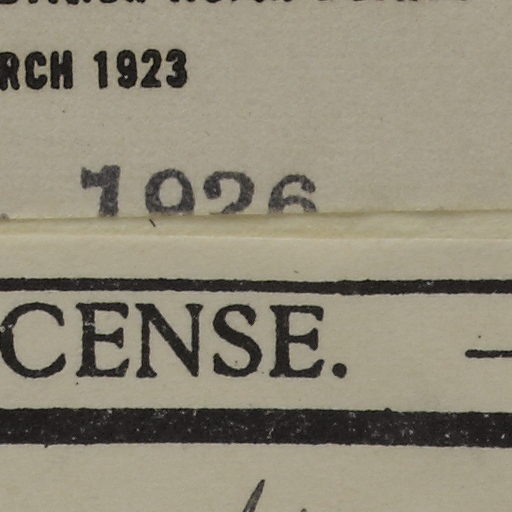 RCH 1923
1926
CENSE. —